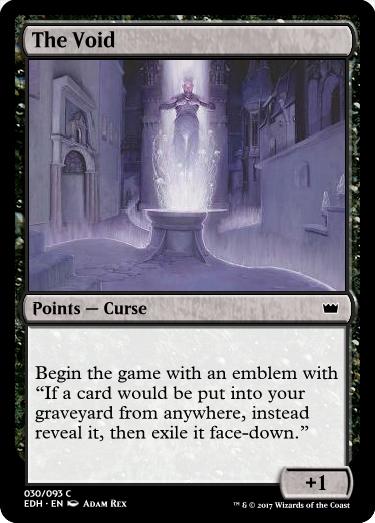 The Void
Points — Curse
Begin the game with an emblem with
“If a card would be put into your
graveyard from anywhere, instead
reveal it, then exile it face-down.”
+1
030/093 C
EDH • EN Adam Rex
™ & © 2017 Wizards of the Coast